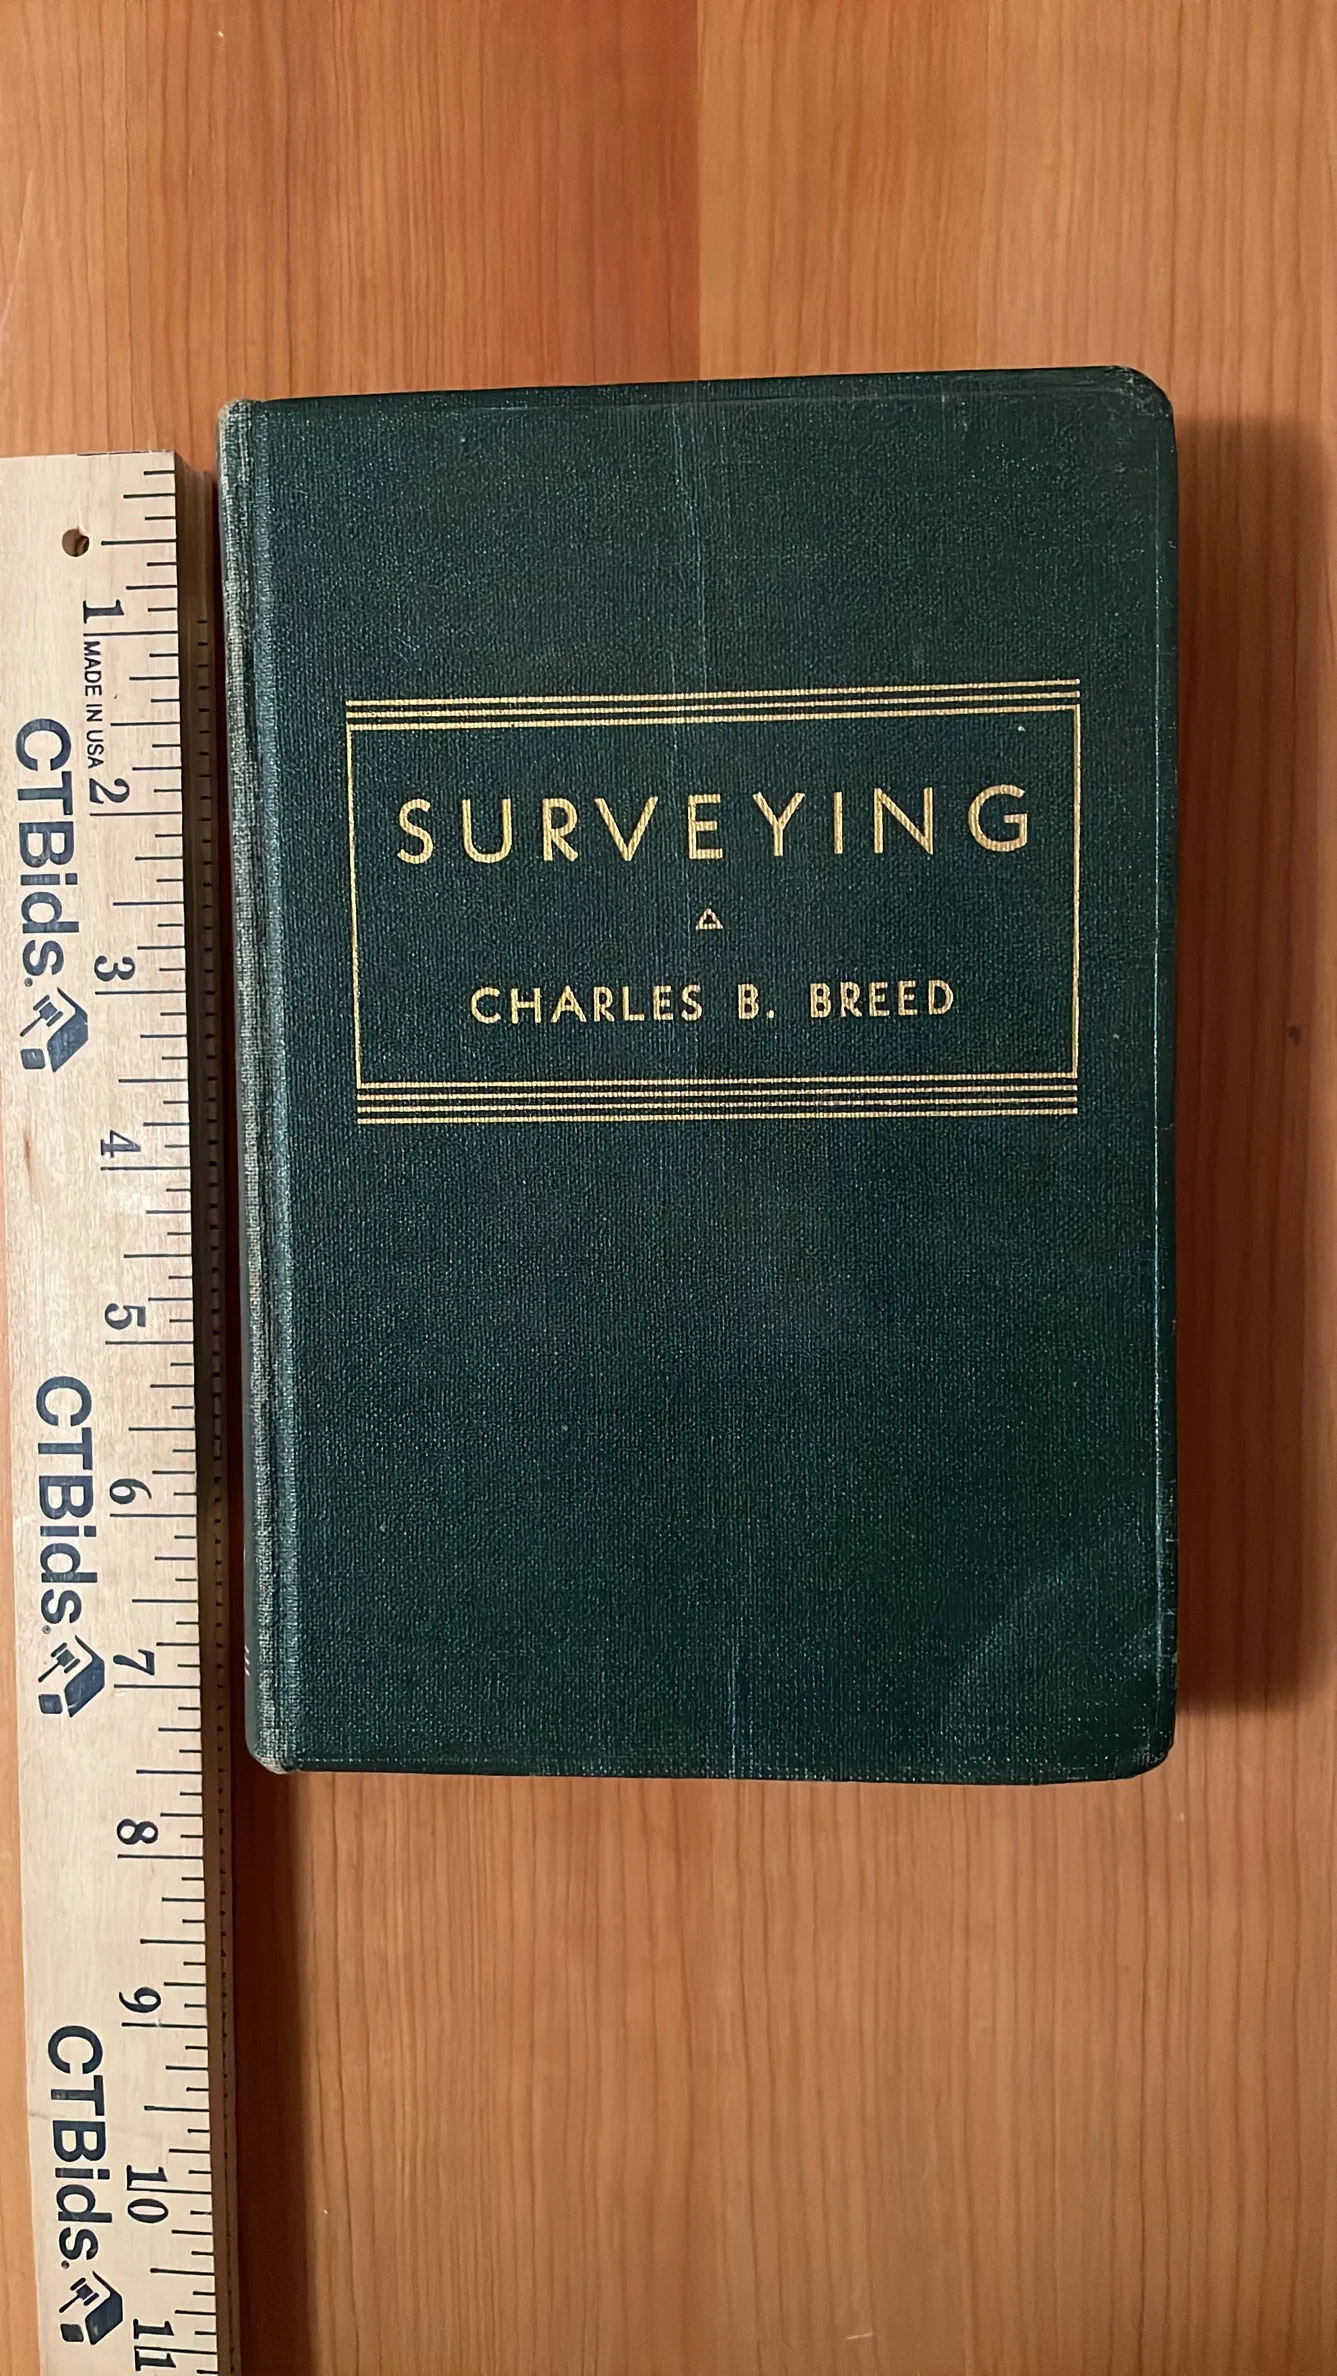 SURVEYING
CHARLES B. BREED
1
MADE IN USA
2
3
4
5
6
7
8
9
10
11
CTBids.
CTBids.
CTBids.